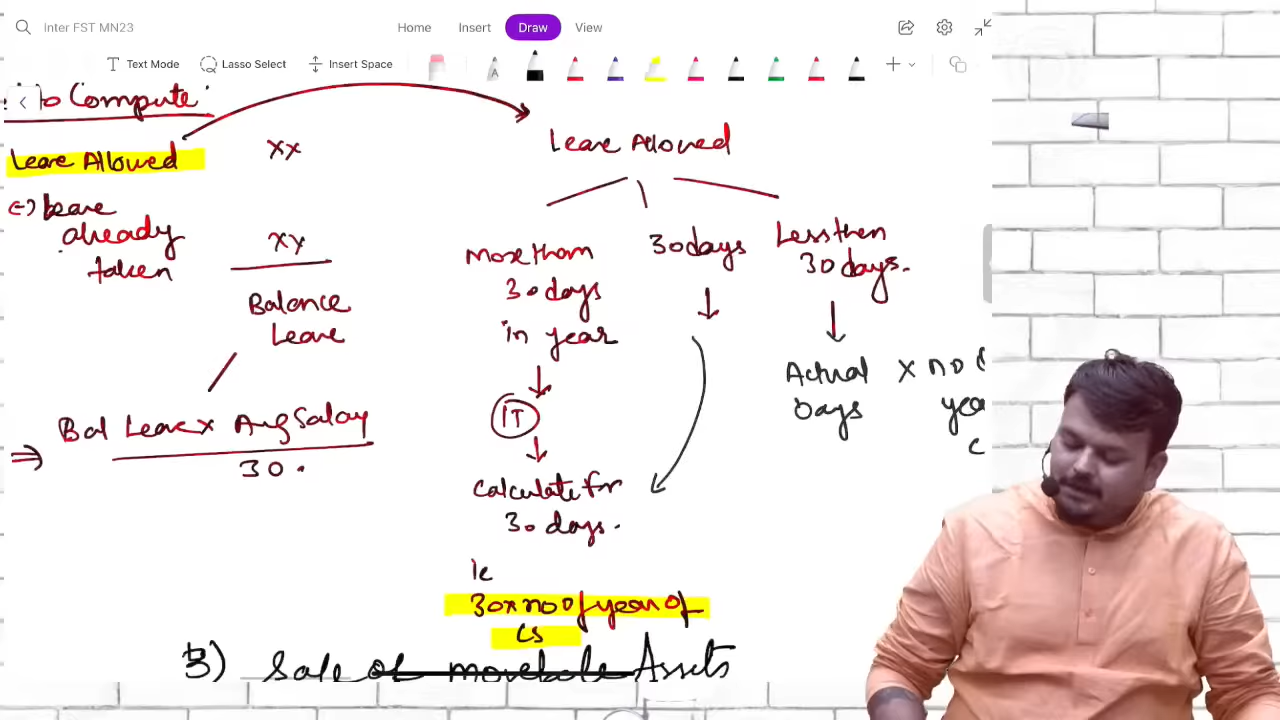 Inter FST MN23
Home Insert Draw View
Text Mode Lasso Select Insert Space
to Compute
Leave Allowed xx
(-) Leave
already
taken
xx
Balance
Leave
⇒ Bal Leave x Avg Salary
30
Leave Allowed
More than
30 days
in year
IT
Calculate for
30 days.
ie
30 x no of year of
CS
30 days
Less then
30 days.
Actual x no
Days yea
3) Sale of movebale Assets